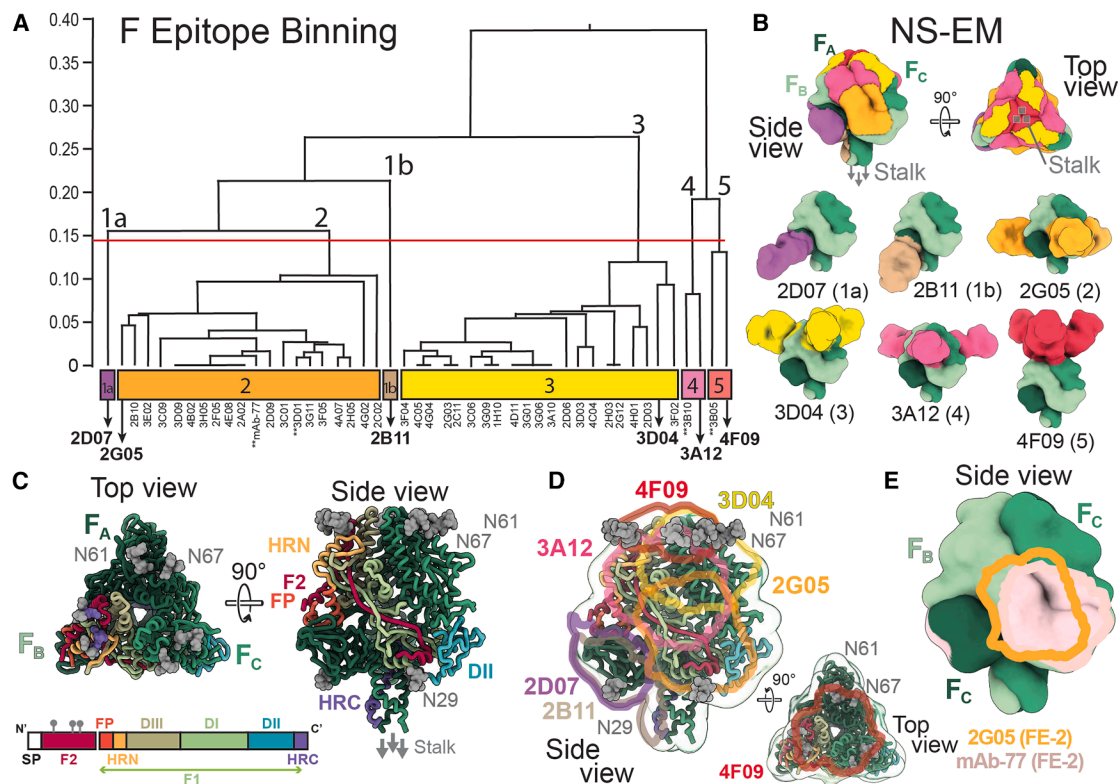 A
F Epitope Binning
0.40
0.35
0.30
0.25
0.20
0.15
0.10
0.05
0
1a
2
1b
3
4
5
1a
2
1b
3
4
5
2B10
3E02
3C09
3D09
4B02
3H05
2F05
4E08
2A02
**mAb-77
2D09
3C01
**3D01
3G11
3F05
4A07
2H05
4G02
2C02
3F04
4C05
4G04
2G03
2C11
3C06
3G09
1H10
4D11
3G01
3G06
3A10
2D06
3D03
4C04
2H03
2G12
4H01
2D03
3F02
**3B10
**3B05
2D07
2G05
2B11
3D04
3A12
4F09
B
NS-EM
FA
FB
FC
90°
Side view
Top view
Stalk
Stalk
2D07 (1a)
2B11 (1b)
2G05 (2)
3D04 (3)
3A12 (4)
4F09 (5)
C
Top view
Side view
FA
N61
N67
FB
FC
90°
HRN
F2
FP
N61
N67
DII
N29
HRC
Stalk
N'
C'
SP
F2
FP
HRN
DIII
DI
DII
HRC
F1
D
4F09
3D04
N61
N67
3A12
2G05
2D07
2B11
N29
Side view
90°
N61
N67
Top view
4F09
E
Side view
FB
FC
FC
2G05 (FE-2)
mAb-77 (FE-2)